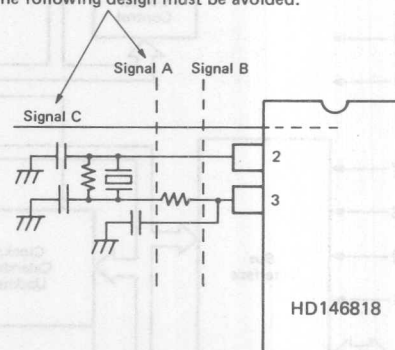 The following design must be avoided.
Signal A Signal B
Signal C
2
3
HD146818